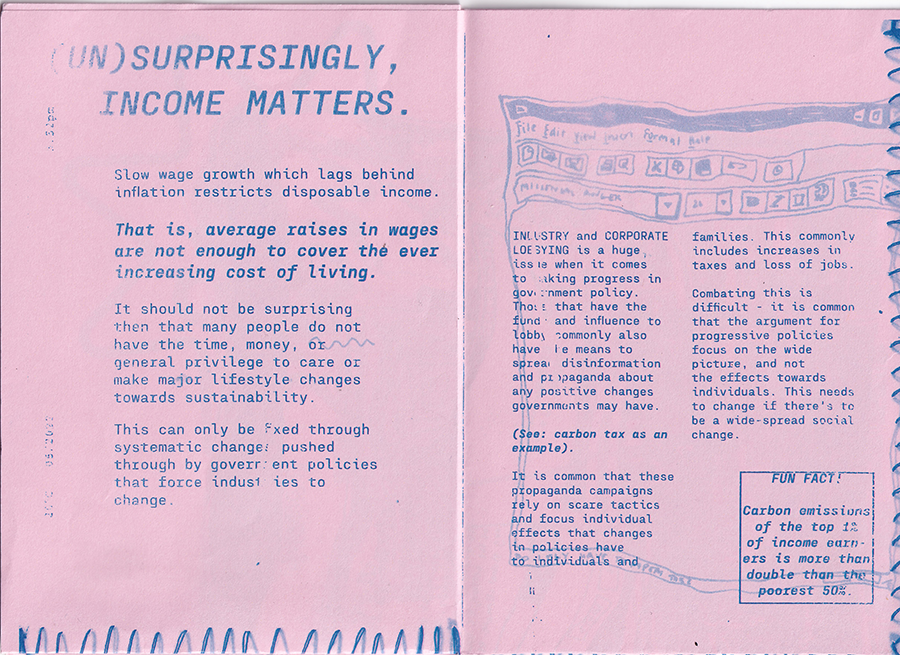 (UN)SURPRISINGLY,
INCOME MATTERS.
Slow wage growth which lags behind
inflation restricts disposable income.
That is, average raises in wages
are not enough to cover the ever
increasing cost of living.
It should not be surprising
then that many people do not
have the time, money, or
general privilege to care or
make major lifestyle changes
towards sustainability.
This can only be fixed through
systematic changes pushed
through by government policies
that force industries to
change.
File Edit View Insert Format Help
INDUSTRY and CORPORATE
LOBBYING is a huge
issue when it comes
to making progress in
government policy.
Those that have the
funds and influence to
lobby commonly also
have the means to
spread disinformation
and propaganda about
any positive changes
governments may have.
(See: carbon tax as an
example).
It is common that these
propaganda campaigns
rely on scare tactics
and focus individual
effects that changes
in policies have
to individuals and
families. This commonly
includes increases in
taxes and loss of jobs.
Combating this is
difficult - it is common
that the argument for
progressive policies
focus on the wide
picture, and not
the effects towards
individuals. This needs
to change if there's to
be a wide-spread social
change.
FUN FACT!
Carbon emissions
of the top 1%
of income earn-
ers is more than
double than the
poorest 50%.